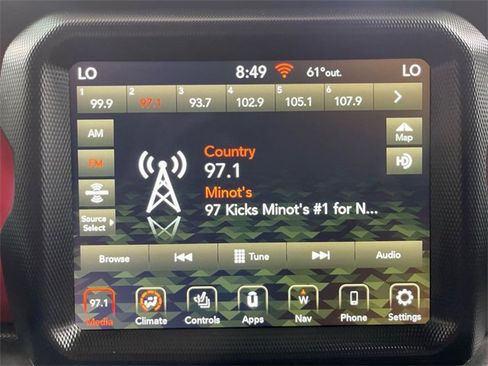 LO 8:49 61°out. LO
1 2 3 4 5 6
99.9 97.1 93.7 102.9 105.1 107.9 >
AM
Map
Country
FM
97.1
HD
Minot's
97 Kicks Minot's #1 for N...
Source
Select
Browse Tune Audio
97.1 W
Media Climate Controls Apps Nav Phone Settings